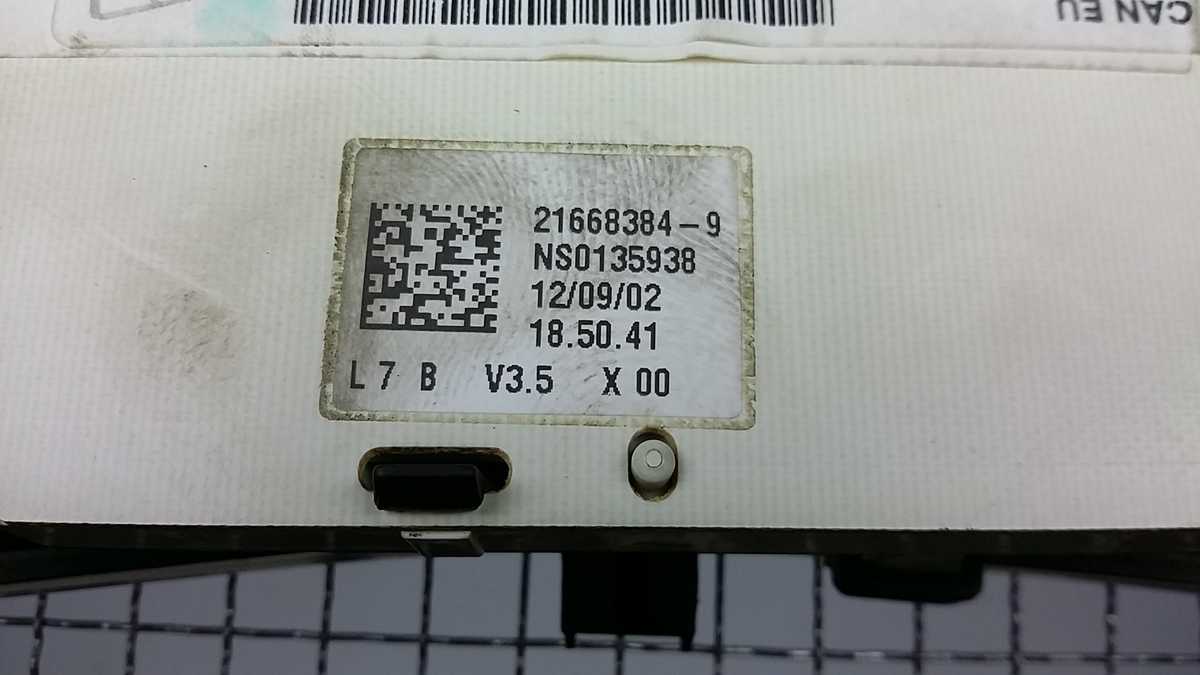 CAN EU
21668384-9
NS0135938
12/09/02
18.50.41
L 7 B V3.5 X 00